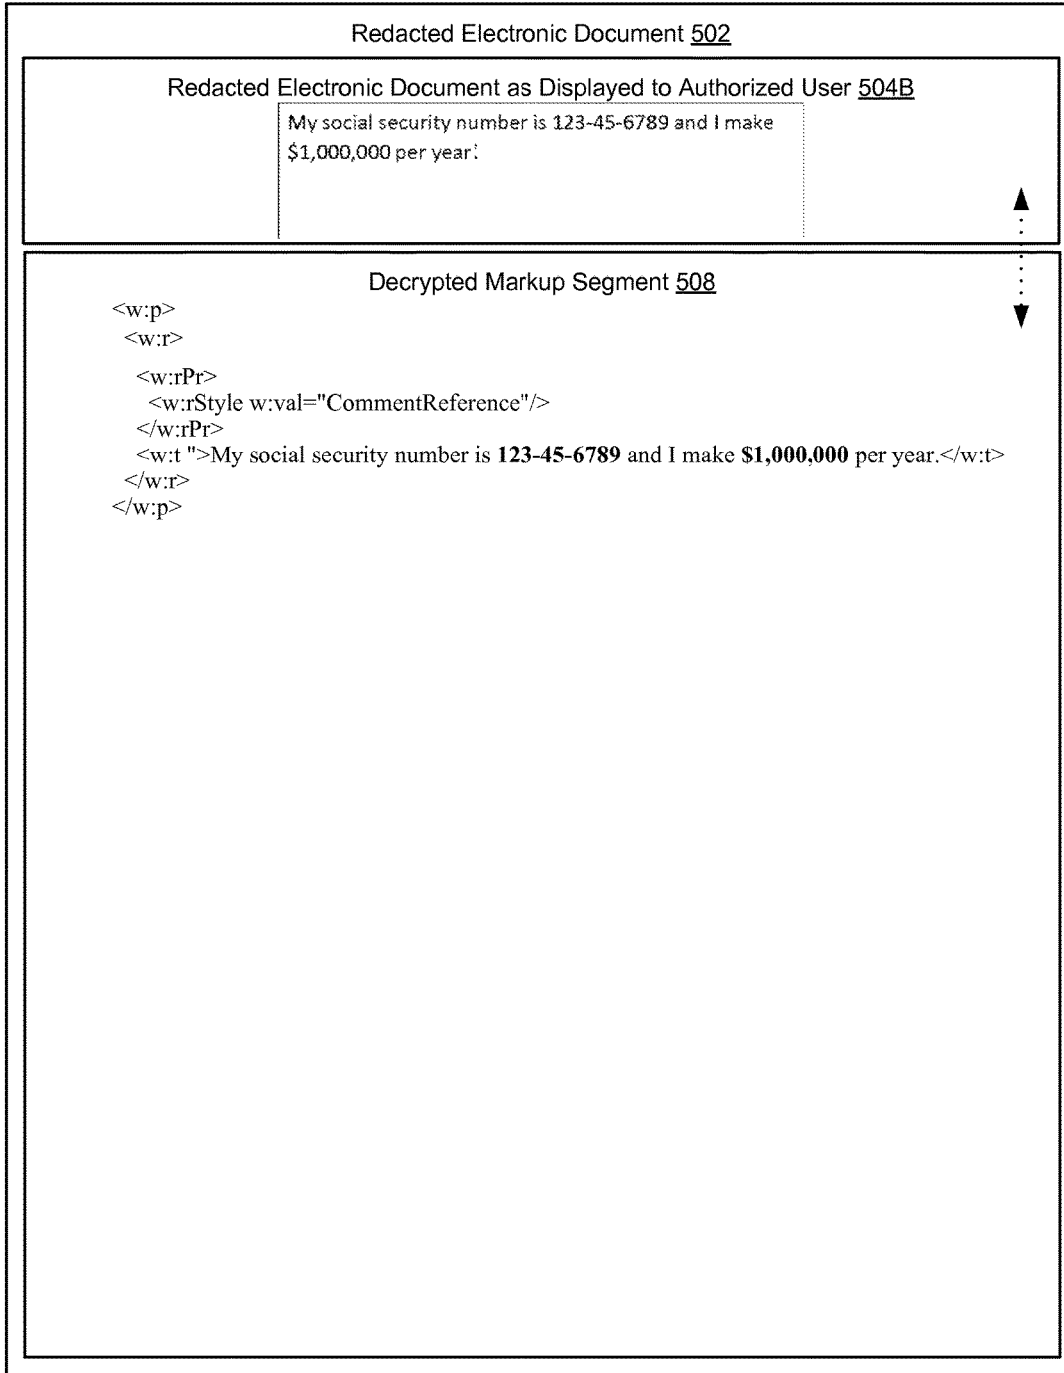 Redacted Electronic Document 502
Redacted Electronic Document as Displayed to Authorized User 504B
My social security number is 123-45-6789 and I make
$1,000,000 per year.
Decrypted Markup Segment 508
<w:p>
<w:r>
<w:rPr>
<w:rStyle w:val="CommentReference"/>
</w:rPr>
<w:t ">My social security number is 123-45-6789 and I make $1,000,000 per year.</w:t>
</w:r>
</w:p>